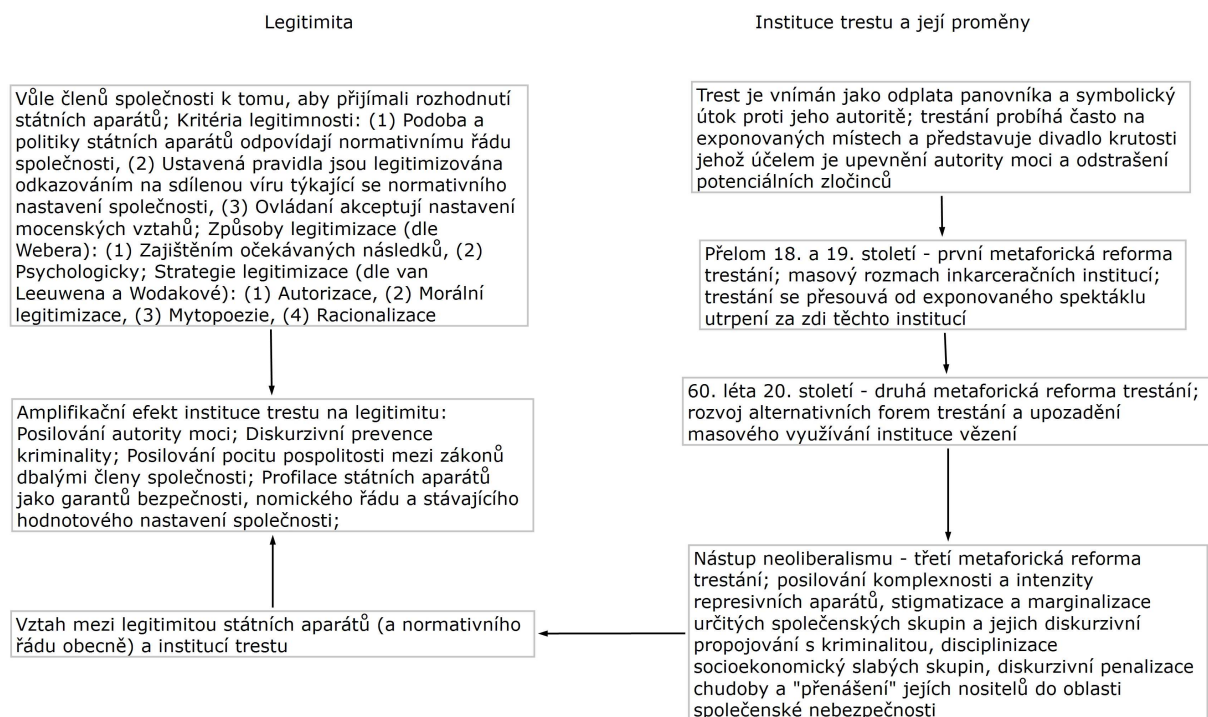 Legitimita
Instituce trestu a její proměny
Vůle členů společnosti k tomu, aby přijímali rozhodnutí
státních aparátů; Kritéria legitimnosti: (1) Podoba a
politiky státních aparátů odpovídají normativnímu řádu
společnosti, (2) Ustavená pravidla jsou legitimizována
odkazováním na sdílenou víru týkající se normativního
nastavení společnosti, (3) Ovládaní akceptují nastavení
mocenských vztahů; Způsoby legitimizace (dle
Webera): (1) Zajištěním očekávaných následků, (2)
Psychologicky; Strategie legitimizace (dle van
Leeuwena a Wodakové): (1) Autorizace, (2) Morální
legitimizace, (3) Mytopoezie, (4) Racionalizace
Amplifikační efekt instituce trestu na legitimitu:
Posilování autority moci; Diskurzivní prevence
kriminality; Posilování pocitu pospolitosti mezi zákonů
dbalými členy společnosti; Profilace státních aparátů
jako garantů bezpečnosti, nomického řádu a stávajícího
hodnotového nastavení společnosti;
Vztah mezi legitimitou státních aparátů (a normativního
řádu obecně) a institucí trestu
Trest je vnímán jako odplata panovníka a symbolický
útok proti jeho autoritě; trestání probíhá často na
exponovaných místech a představuje divadlo krutosti
jehož účelem je upevnění autority moci a odstrašení
potenciálních zločinců
Přelom 18. a 19. století - první metaforická reforma
trestání; masový rozmach inkarceračních institucí;
trestání se přesouvá od exponovaného spektáklu
utrpení za zdi těchto institucí
60. léta 20. století - druhá metaforická reforma trestání;
rozvoj alternativních forem trestání a upozadění
masového využívání instituce vězení
Nástup neoliberalismu - třetí metaforická reforma
trestání; posilování komplexnosti a intenzity
represivních aparátů, stigmatizace a marginalizace
určitých společenských skupin a jejich diskurzivní
propojování s kriminalitou, disciplinizace
socioekonomický slabých skupin, diskurzivní penalizace
chudoby a "přenášení" jejích nositelů do oblasti
společenské nebezpečnosti